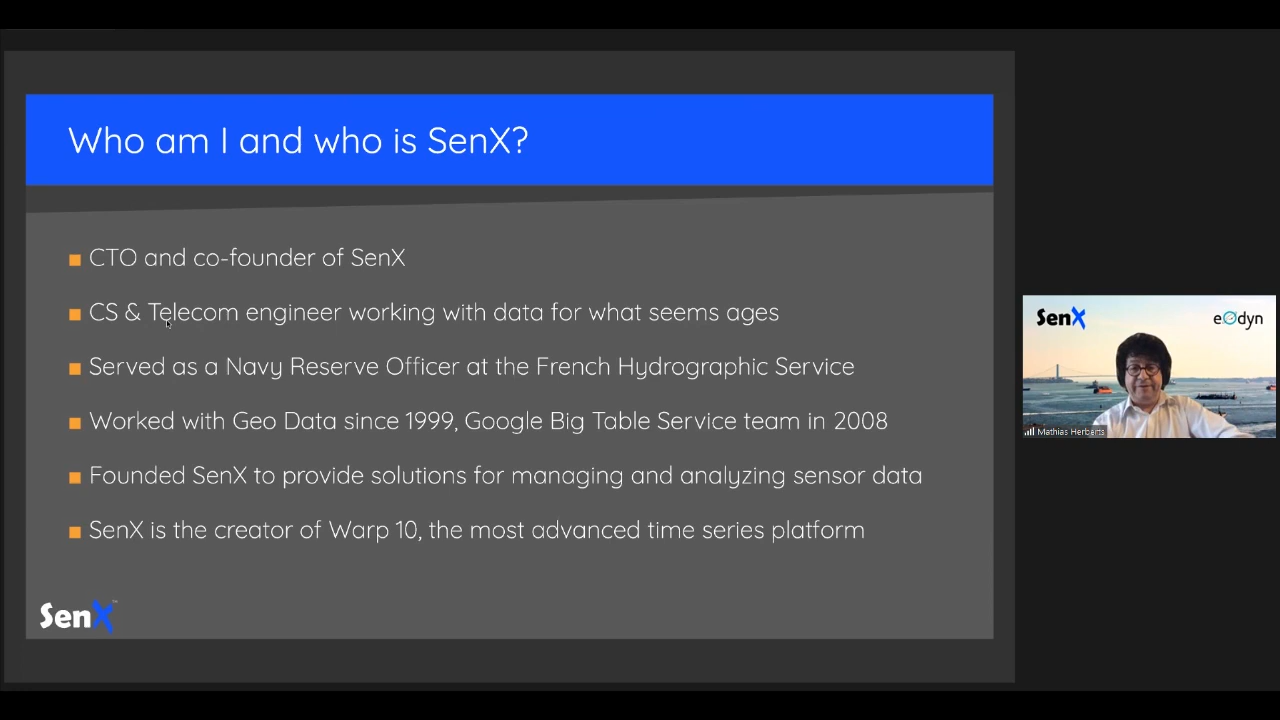 Who am I and who is SenX?
CTO and co-founder of SenX
CS & Telecom engineer working with data for what seems ages
Served as a Navy Reserve Officer at the French Hydrographic Service
Worked with Geo Data since 1999, Google Big Table Service team in 2008
Founded SenX to provide solutions for managing and analyzing sensor data
SenX is the creator of Warp 10, the most advanced time series platform
SenX™
SenX
eOdyn
Mathias Herberts